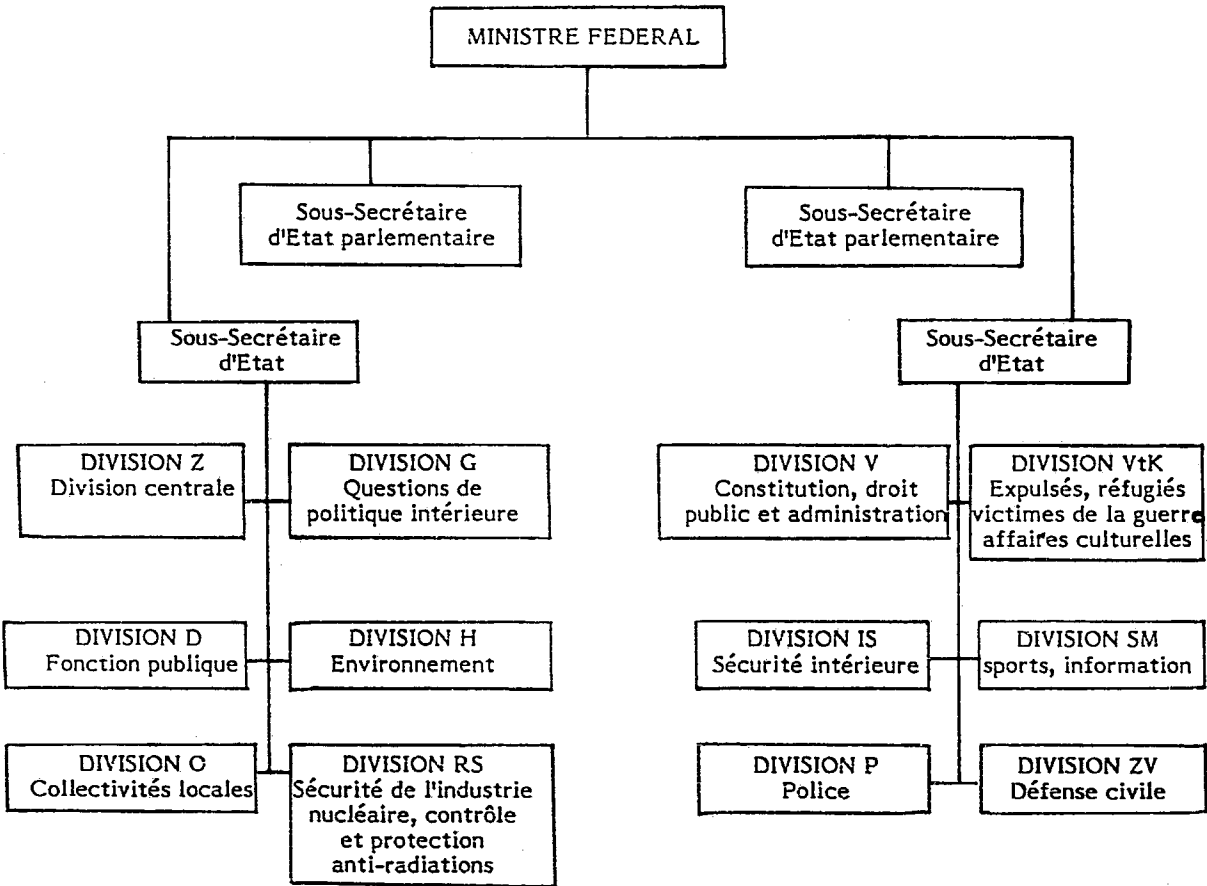 MINISTRE FEDERAL
Sous-Secrétaire
d'Etat parlementaire
Sous-Secrétaire
d'Etat parlementaire
Sous-Secrétaire
d'Etat
Sous-Secrétaire
d'Etat
DIVISION Z
Division centrale
DIVISION G
Questions de
politique intérieure
DIVISION V
Constitution, droit
public et administration
DIVISION VtK
Expulsés, réfugiés
victimes de la guerre
affaires culturelles
DIVISION D
Fonction publique
DIVISION H
Environnement
DIVISION IS
Sécurité intérieure
DIVISION SM
sports, information
DIVISION O
Collectivités locales
DIVISION RS
Sécurité de l'industrie
nucléaire, contrôle
et protection
anti-radiations
DIVISION P
Police
DIVISION ZV
Défense civile